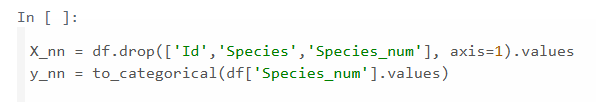 In [ ]:
X_nn = df.drop(['Id','Species','Species_num'], axis=1).values
y_nn = to_categorical(df['Species_num'].values)